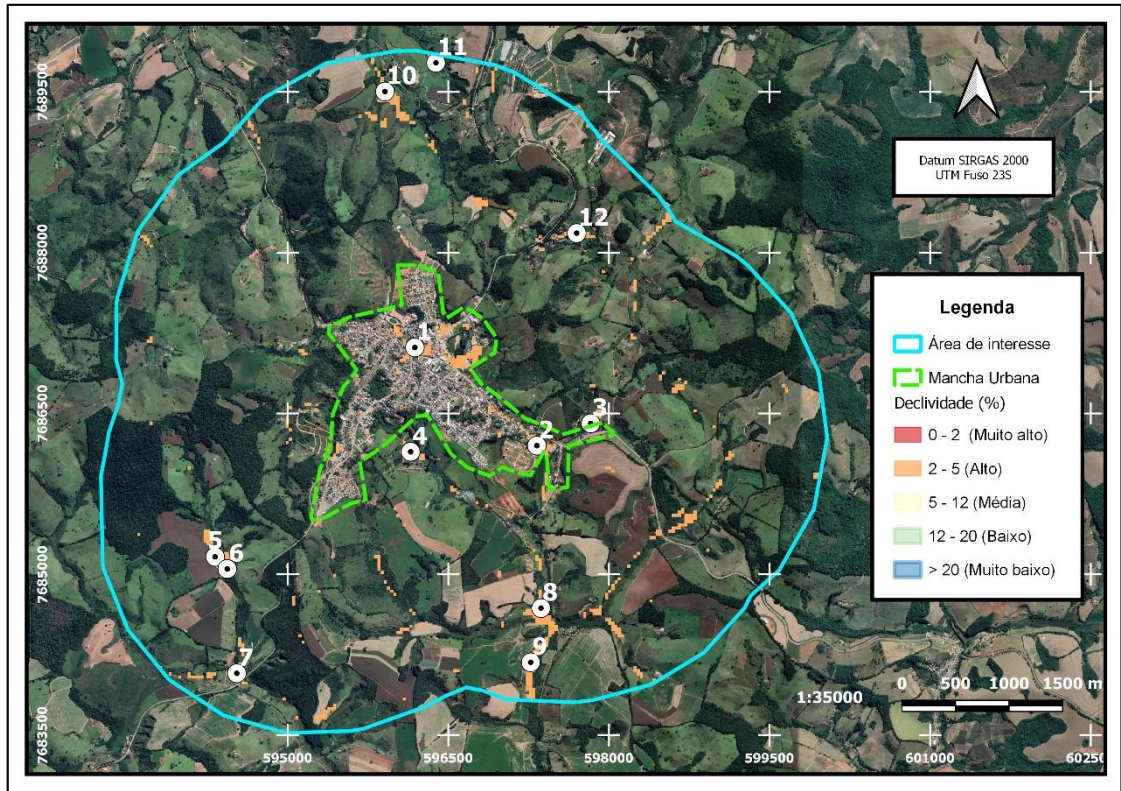 11
10
12
1
3
2
4
5
6
8
9
7
7689500
7688000
7686500
7685000
7683500
595000
596500
598000
599500
601000
60250
Datum SIRGAS 2000
UTM Fuso 23S
Legenda
Área de interesse
Mancha Urbana
Declividade (%)
0 - 2 (Muito alto)
2 - 5 (Alto)
5 - 12 (Média)
12 - 20 (Baixo)
> 20 (Muito baixo)
1:35000
0 500 1000 1500 m